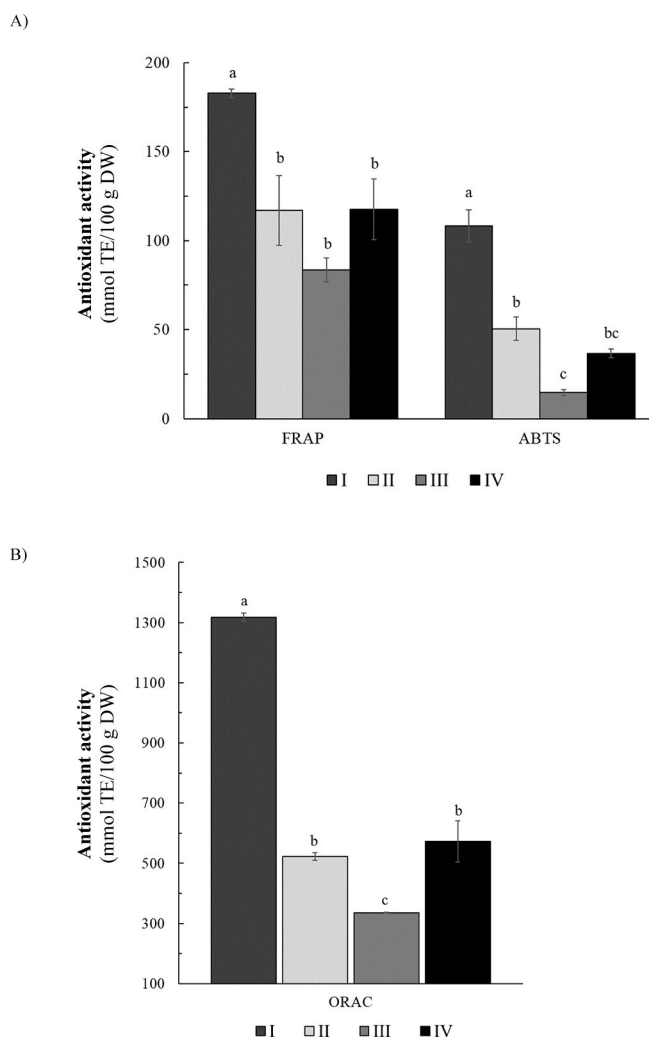 A)
Antioxidant activity
(mmol TE/100 g DW)
200
150
100
50
0
a
b
b
b
a
b
c
bc
FRAP
ABTS
I II III IV
B)
Antioxidant activity
(mmol TE/100 g DW)
1500
1300
1100
900
700
500
300
100
a
b
c
b
ORAC
I II III IV